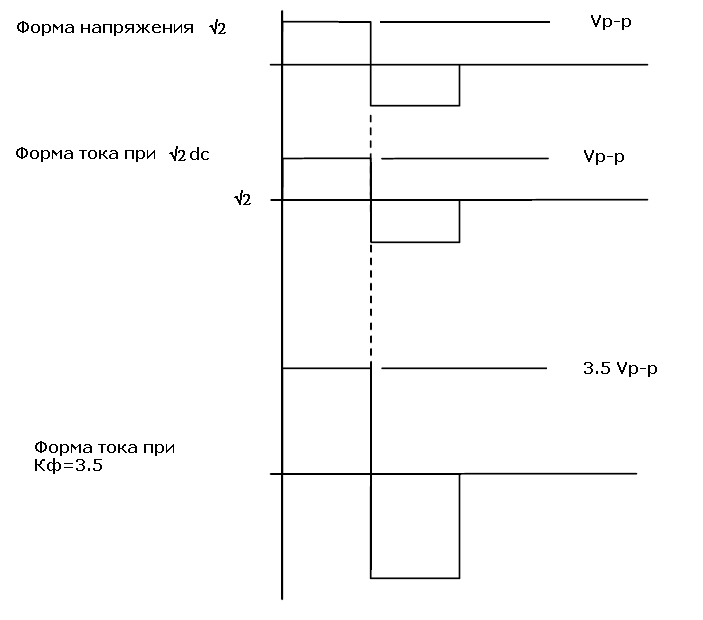 Форма напряжения √2
Vp-p
Форма тока при √2 dc
Vp-p
√2
3.5 Vp-p
Форма тока при
Кф=3.5